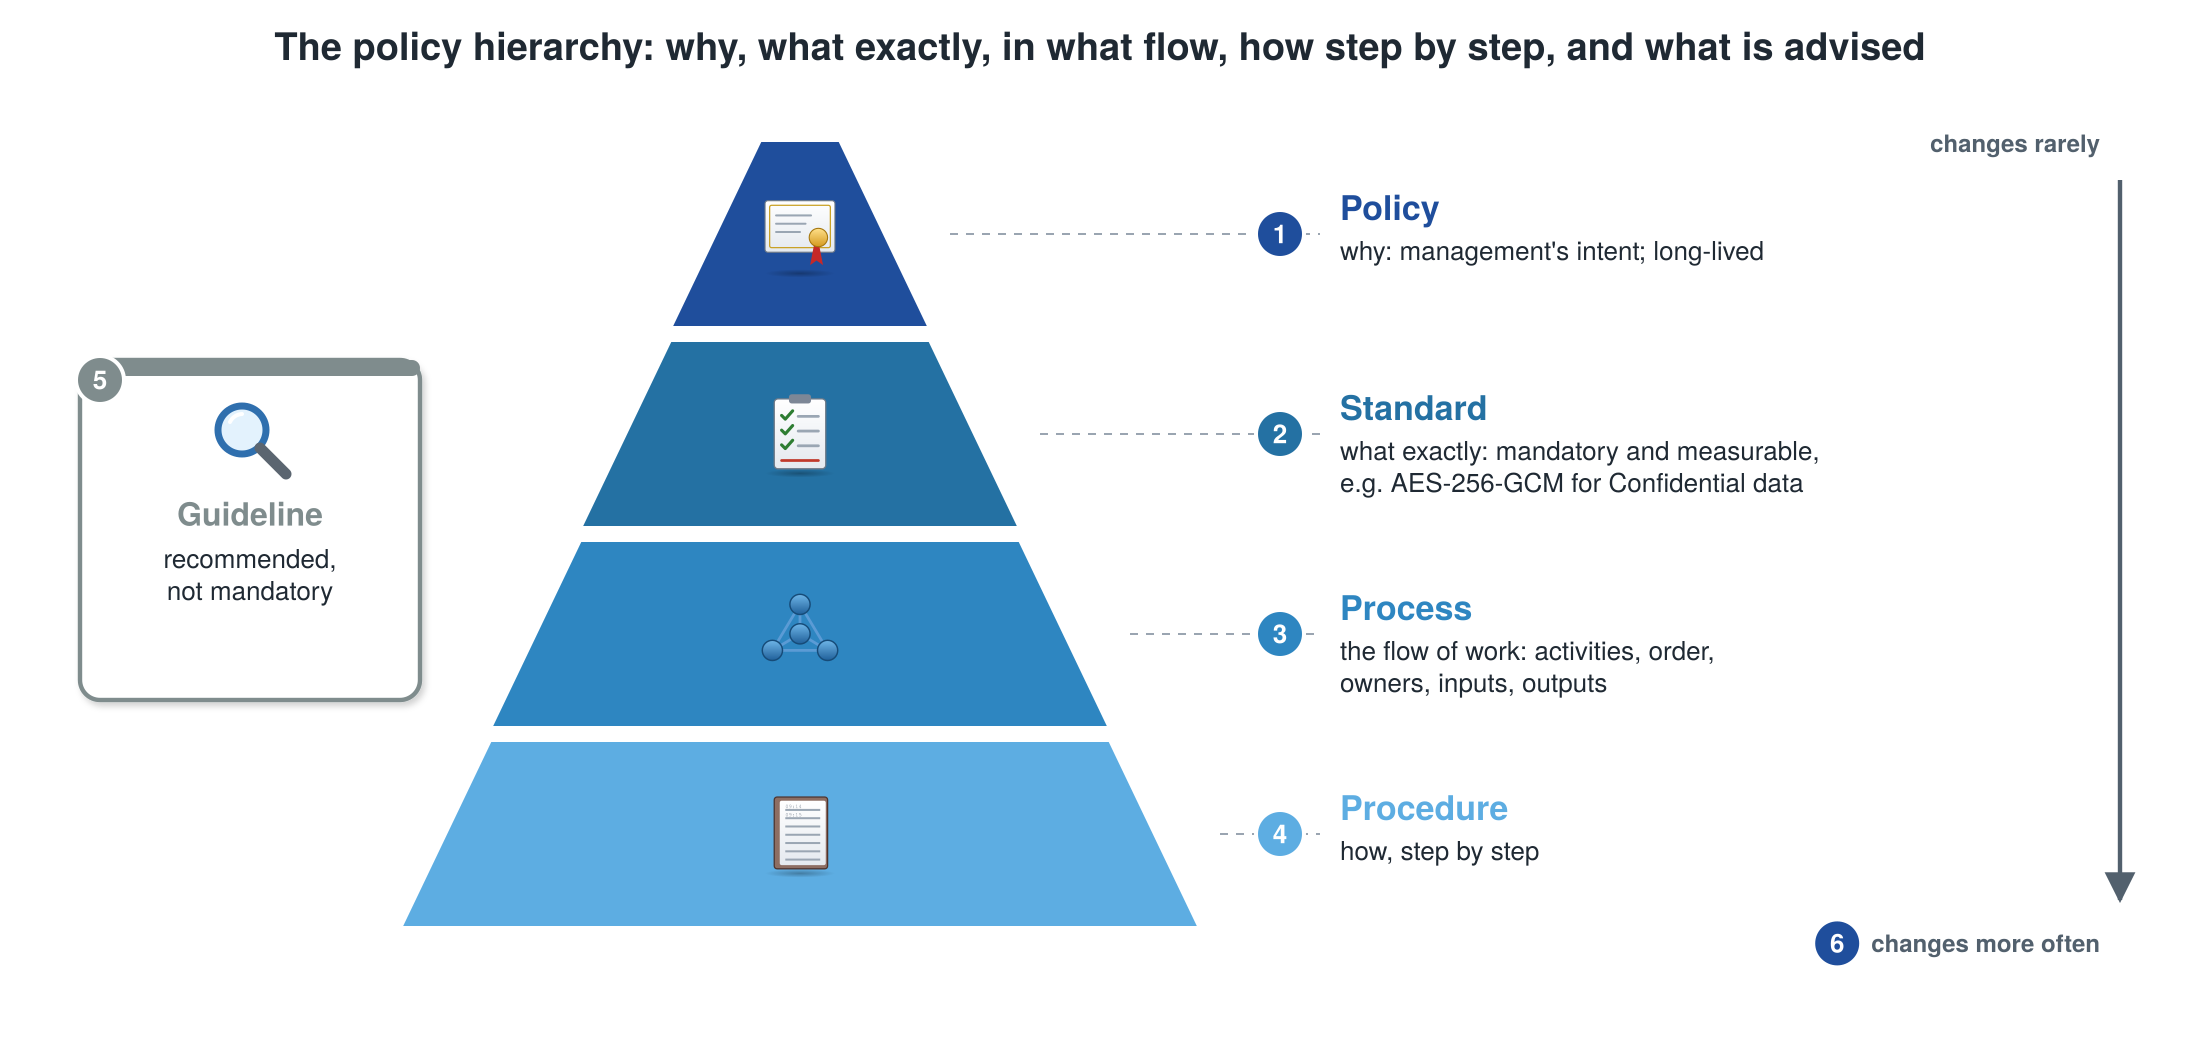 The policy hierarchy: why, what exactly, in what flow, how step by step, and what is advised
changes rarely
1
Policy
why: management's intent; long-lived
2
Standard
what exactly: mandatory and measurable,
e.g. AES-256-GCM for Confidential data
5
Guideline
recommended,
not mandatory
3
Process
the flow of work: activities, order,
owners, inputs, outputs
4
Procedure
how, step by step
6 changes more often